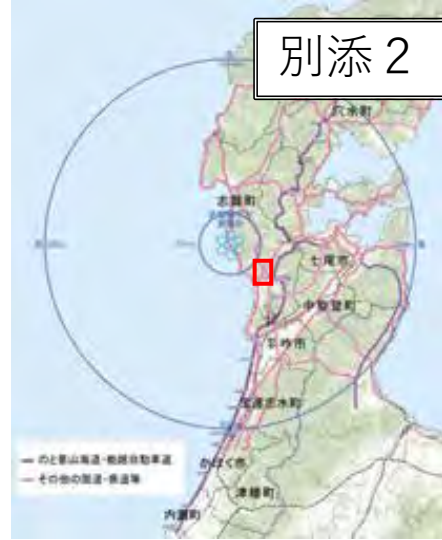 別添２
穴水町
志賀町
七尾市
中能登町
羽咋市
宝達志水町
のと里山海道・能越自動車道
その他の国道・県道等
かほく市
津幡町
内灘町